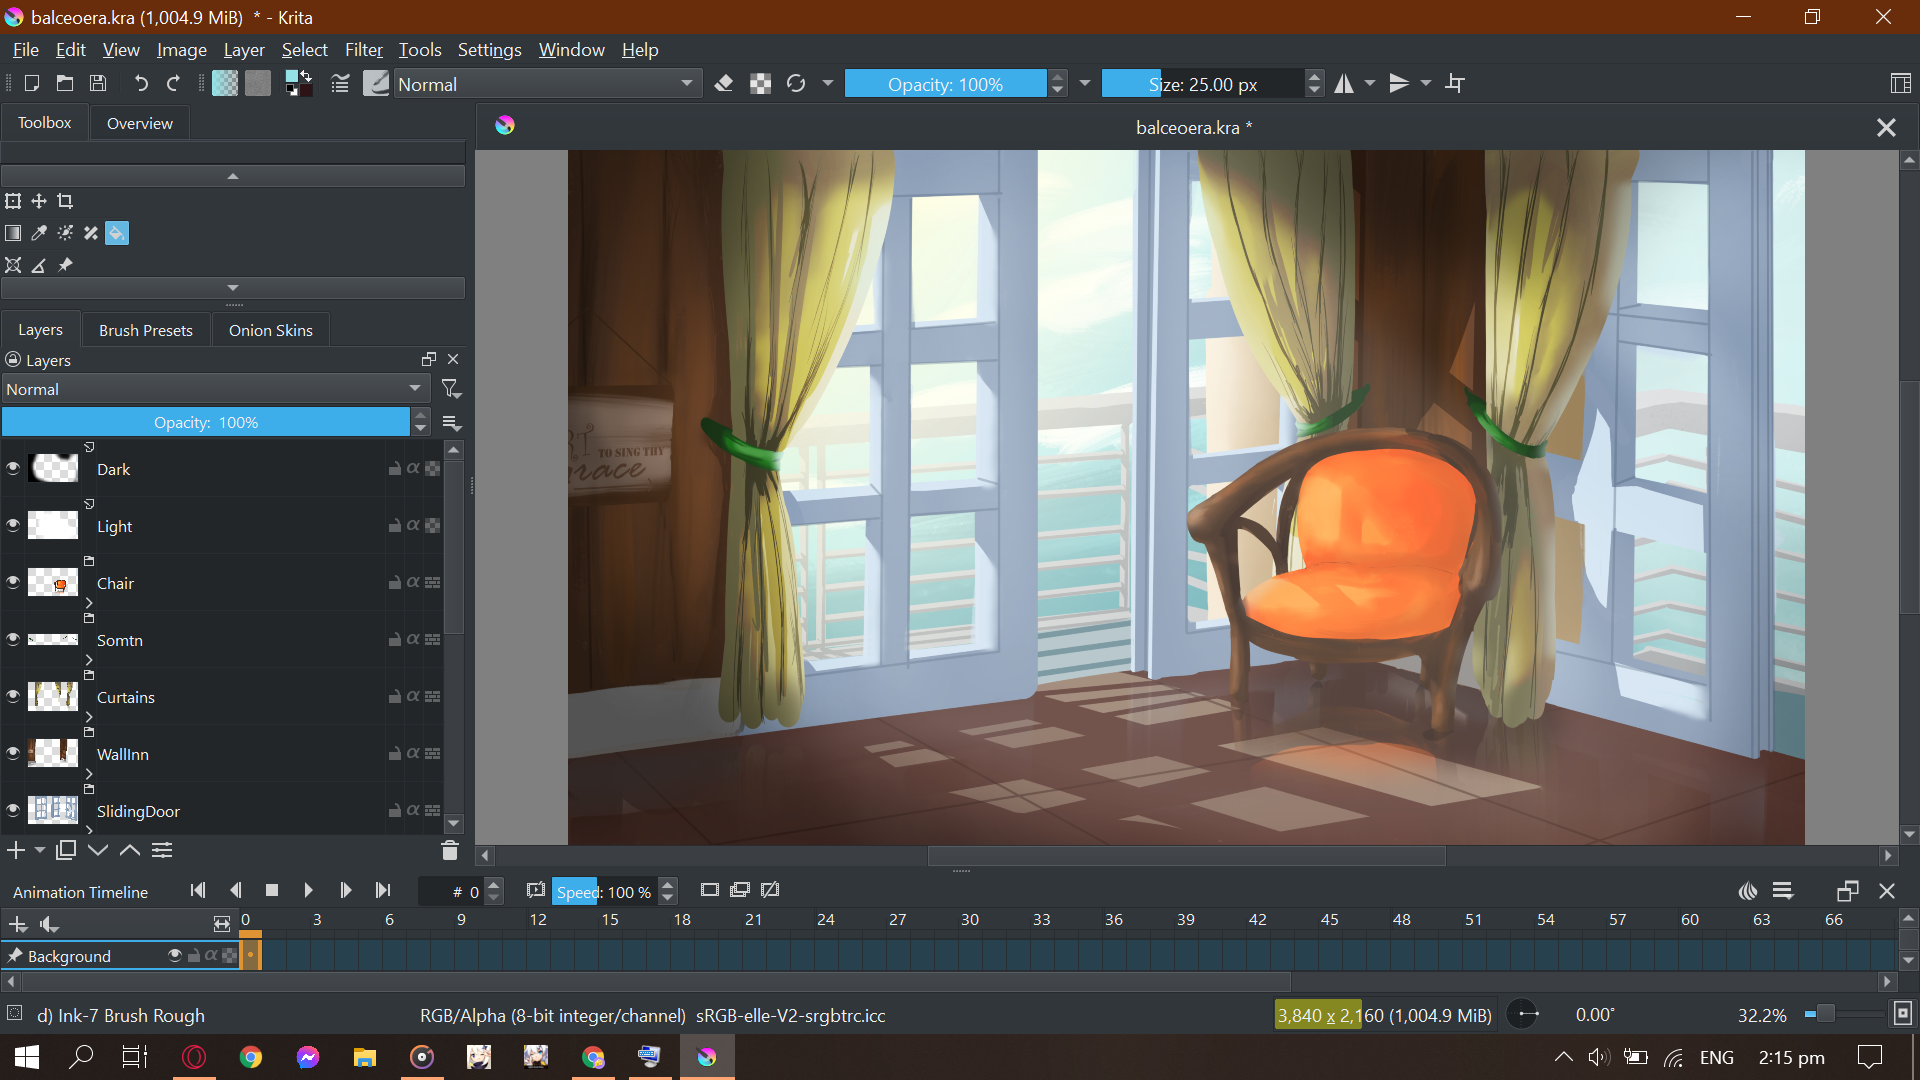 balceoera.kra (1,004.9 MiB)  * - Krita
File Edit View Image Layer Select Filter Tools Settings Window Help
Normal Opacity: 100% Size: 25.00 px
Toolbox Overview
balceoera.kra *
Layers Brush Presets Onion Skins
Layers
Normal
Opacity:  100%
Dark
Light
Chair
Somtn
Curtains
WallInn
SlidingDoor
TO SING THY
grace
Animation Timeline # 0 Speed: 100 %
0 3 6 9 12 15 18 21 24 27 30 33 36 39 42 45 48 51 54 57 60 63 66
Background
d) Ink-7 Brush Rough RGB/Alpha (8-bit integer/channel)  sRGB-elle-V2-srgbtrc.icc 3,840 x 2,160 (1,004.9 MiB) 0.00° 32.2%
ENG 2:15 pm